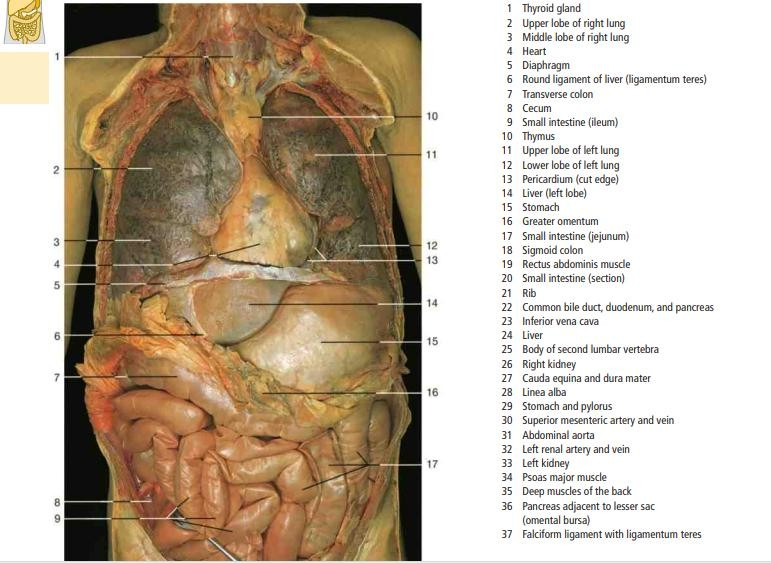 1
2
3
4
5
6
7
8
9
10
11
12
13
14
15
16
17
1 Thyroid gland
2 Upper lobe of right lung
3 Middle lobe of right lung
4 Heart
5 Diaphragm
6 Round ligament of liver (ligamentum teres)
7 Transverse colon
8 Cecum
9 Small intestine (ileum)
10 Thymus
11 Upper lobe of left lung
12 Lower lobe of left lung
13 Pericardium (cut edge)
14 Liver (left lobe)
15 Stomach
16 Greater omentum
17 Small intestine (jejunum)
18 Sigmoid colon
19 Rectus abdominis muscle
20 Small intestine (section)
21 Rib
22 Common bile duct, duodenum, and pancreas
23 Inferior vena cava
24 Liver
25 Body of second lumbar vertebra
26 Right kidney
27 Cauda equina and dura mater
28 Linea alba
29 Stomach and pylorus
30 Superior mesenteric artery and vein
31 Abdominal aorta
32 Left renal artery and vein
33 Left kidney
34 Psoas major muscle
35 Deep muscles of the back
36 Pancreas adjacent to lesser sac
(omental bursa)
37 Falciform ligament with ligamentum teres